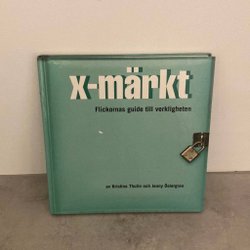 x-märkt
Flickornas guide till verkligheten
av Kristina Thulin och Jenny Östergren